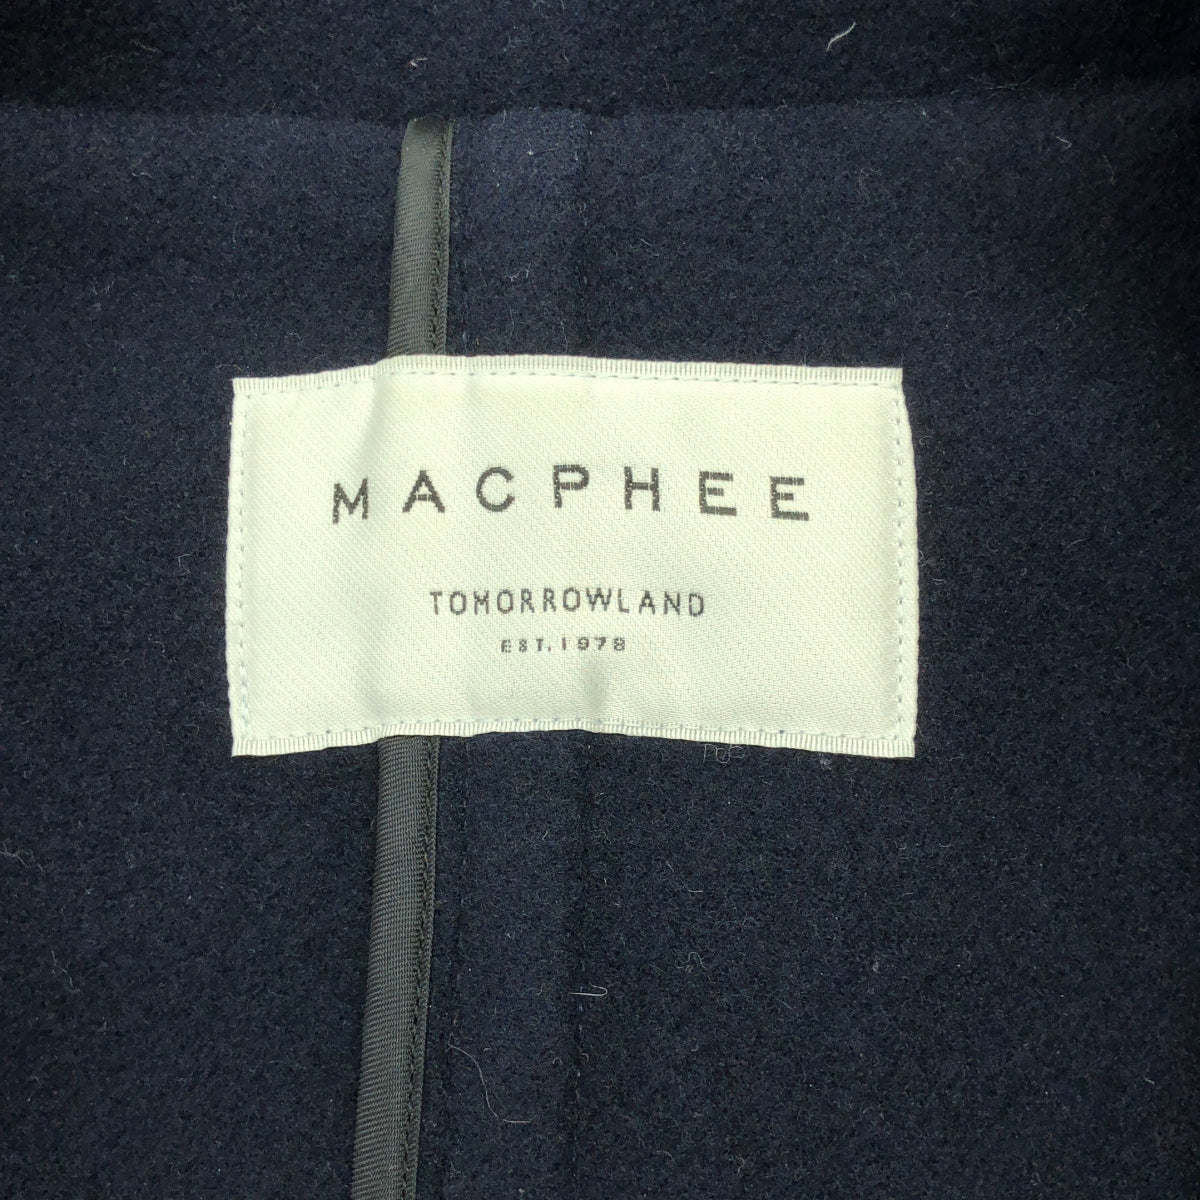 MACPHEE
TOMORROWLAND
EST. 1978